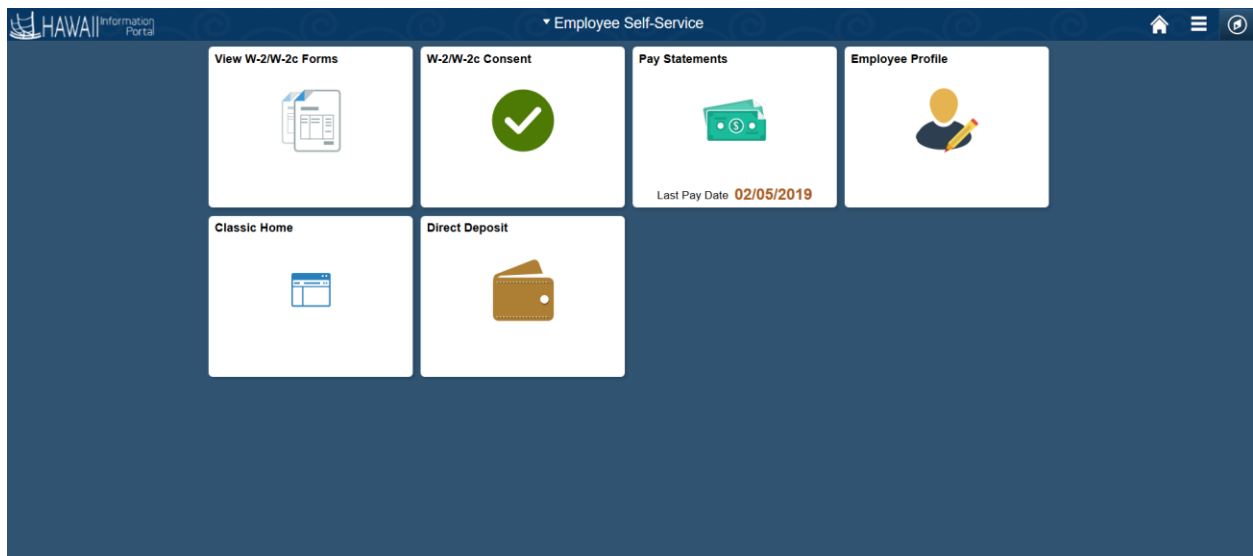 HAWAII Information
Portal
Employee Self-Service
View W-2/W-2c Forms
W-2/W-2c Consent
Pay Statements
Employee Profile
Last Pay Date 02/05/2019
Classic Home
Direct Deposit